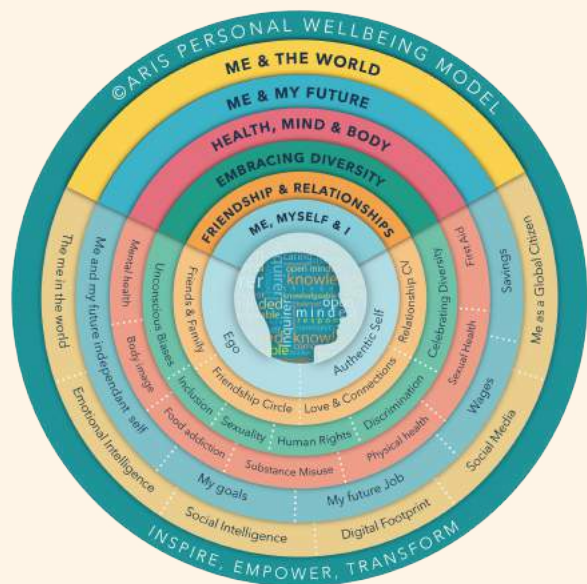 ©ARIS PERSONAL WELLBEING MODEL
ME & THE WORLD
ME & MY FUTURE
HEALTH, MIND & BODY
EMBRACING DIVERSITY
FRIENDSHIP & RELATIONSHIPS
ME, MYSELF & I
Ego
Authentic Self
Friends & Family
Friendship Circle
Love & Connections
Relationship CV
Unconscious Biases
Inclusion
Sexuality
Human Rights
Discrimination
Celebrating Diversity
Mental health
Body image
Food addiction
Substance Misuse
Physical health
Sexual Health
First Aid
Me and my future independant self
My goals
My future Job
Wages
Savings
The me in the world
Emotional Intelligence
Social Intelligence
Digital Footprint
Social Media
Me as a Global Citizen
open mind
knowle
knowledgeable
inquirer
minde
INSPIRE, EMPOWER, TRANSFORM